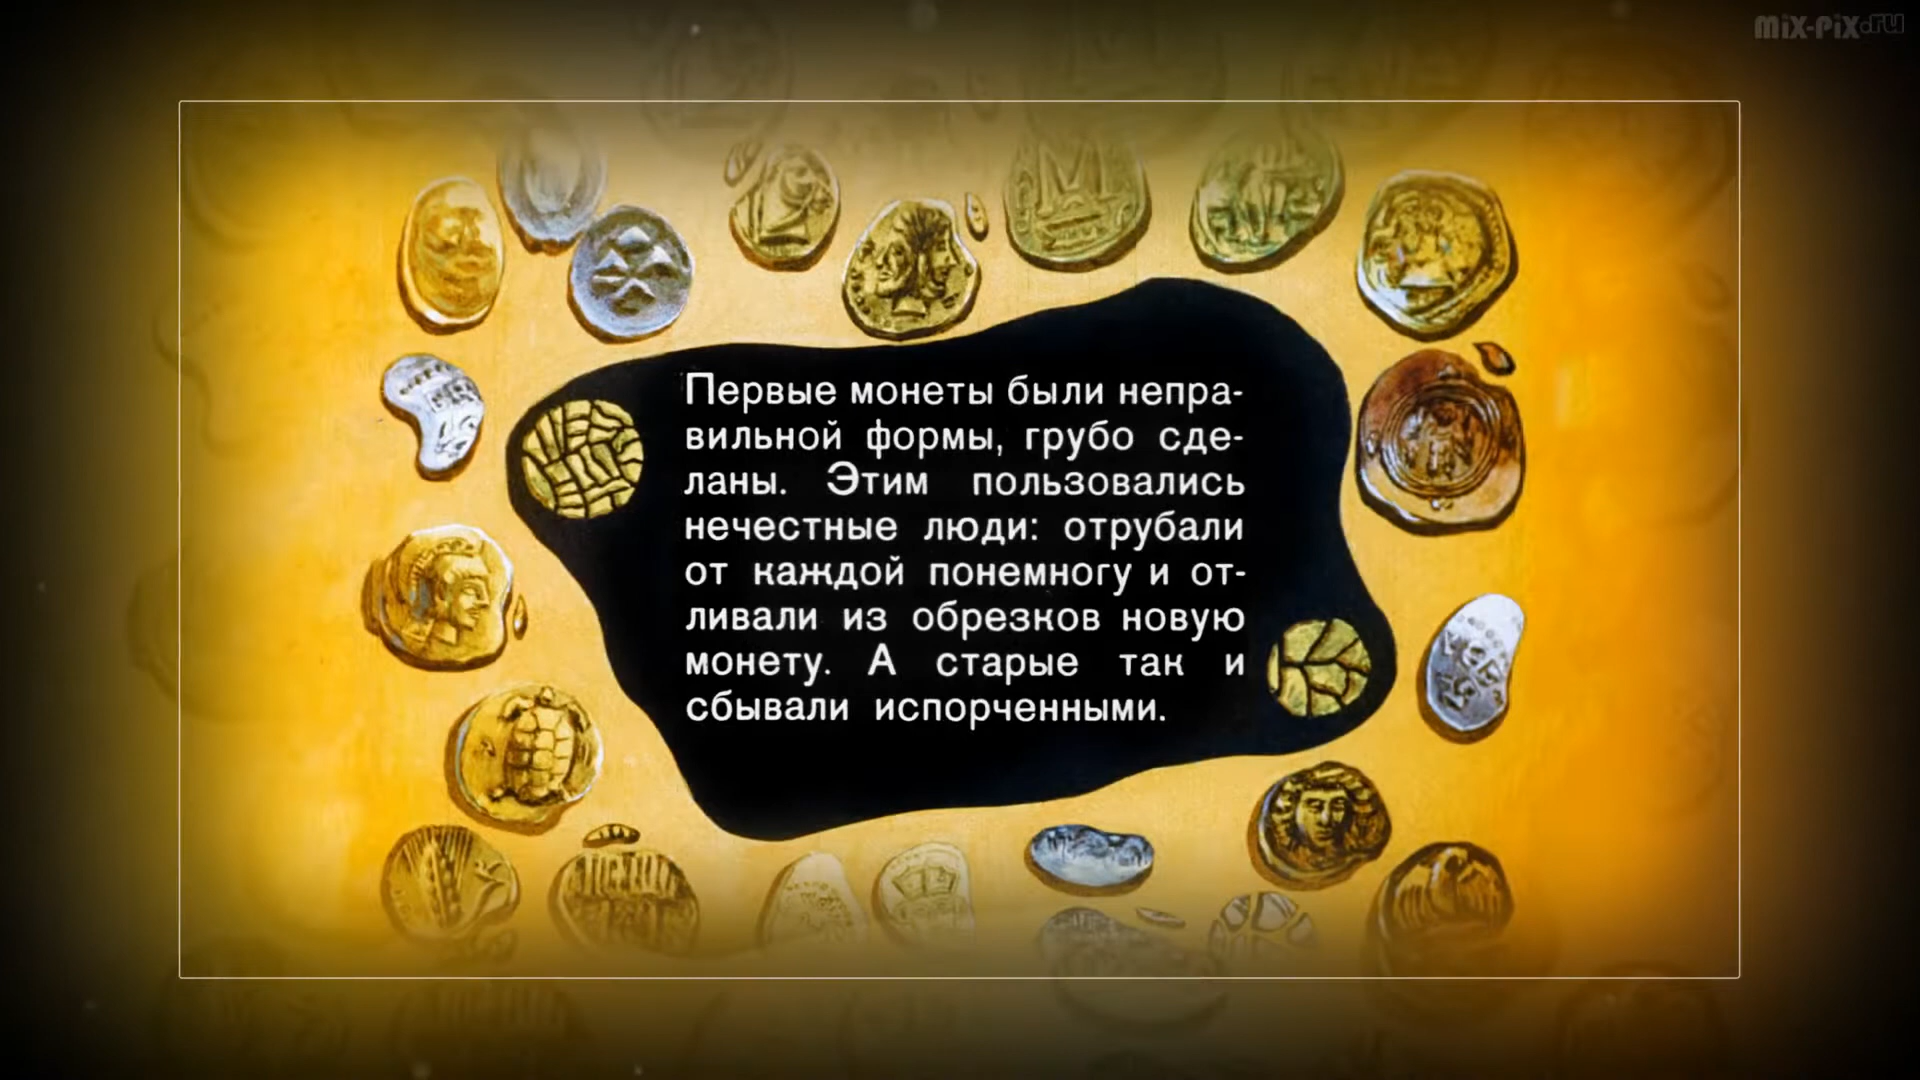 MiX-PiX.ru
Первые монеты были непра-
вильной формы, грубо сде-
ланы. Этим пользовались
нечестные люди: отрубали
от каждой понемногу и от-
ливали из обрезков новую
монету. А старые так и
сбывали испорченными.